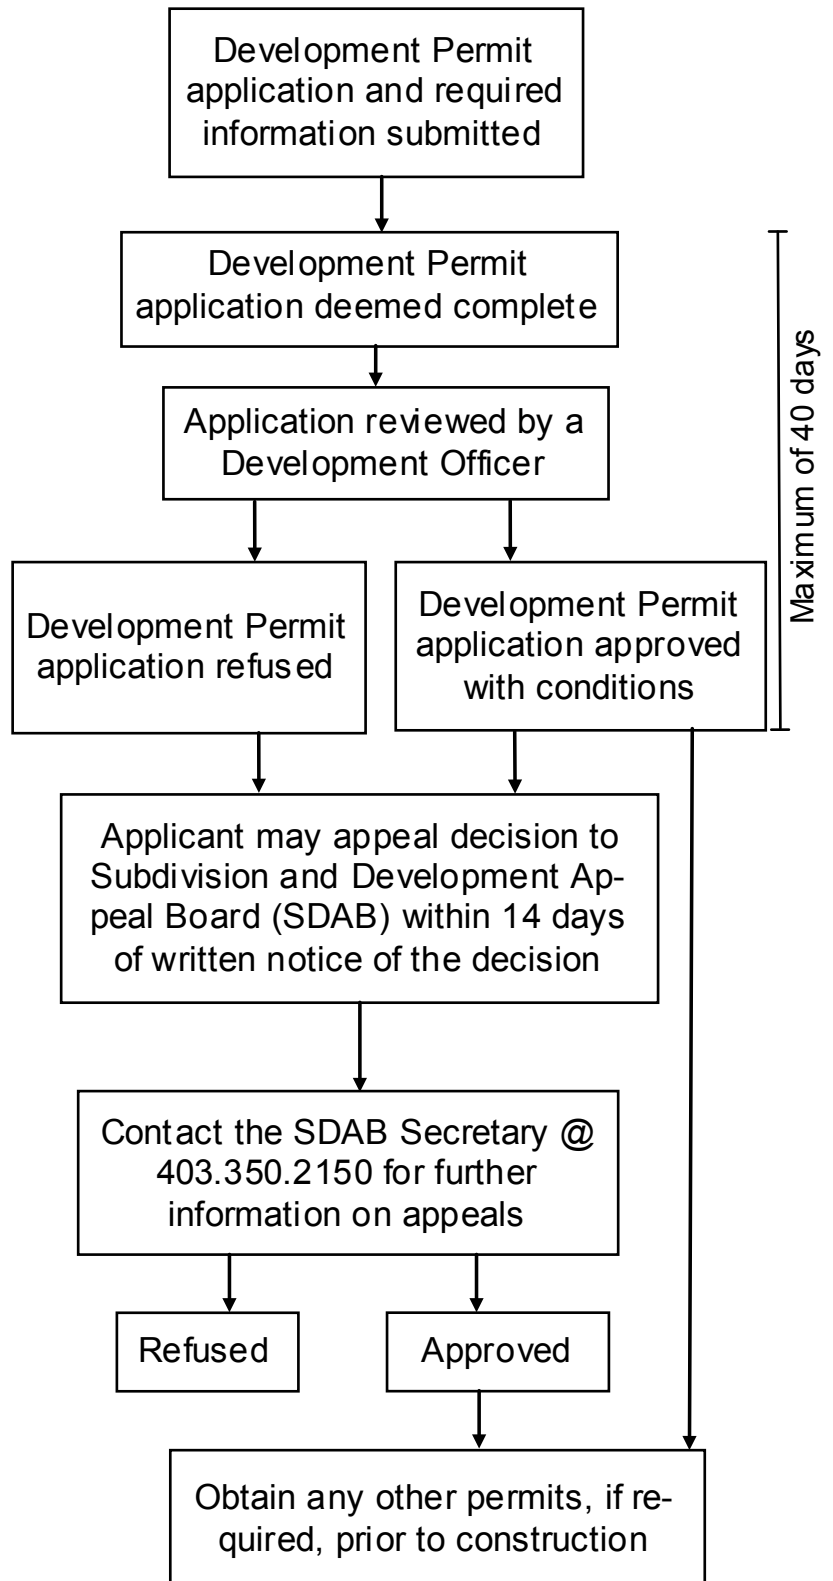 Development Permit
application and required
information submitted
Development Permit
application deemed complete
Maximum of 40 days
Application reviewed by a
Development Officer
Development Permit
application refused
Development Permit
application approved
with conditions
Applicant may appeal decision to
Subdivision and Development Ap-
peal Board (SDAB) within 14 days
of written notice of the decision
Contact the SDAB Secretary @
403.350.2150 for further
information on appeals
Refused
Approved
Obtain any other permits, if re-
quired, prior to construction